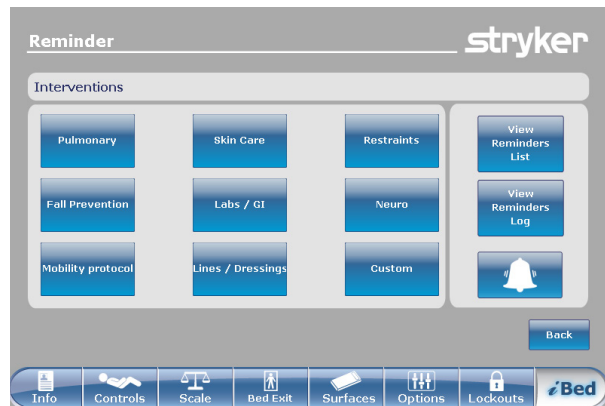 Reminder
stryker
Interventions
Pulmonary
Skin Care
Restraints
View
Reminders
List
Fall Prevention
Labs / GI
Neuro
View
Reminders
Log
Mobility protocol
Lines / Dressings
Custom
Back
Info
Controls
Scale
Bed Exit
Surfaces
Options
Lockouts
iBed